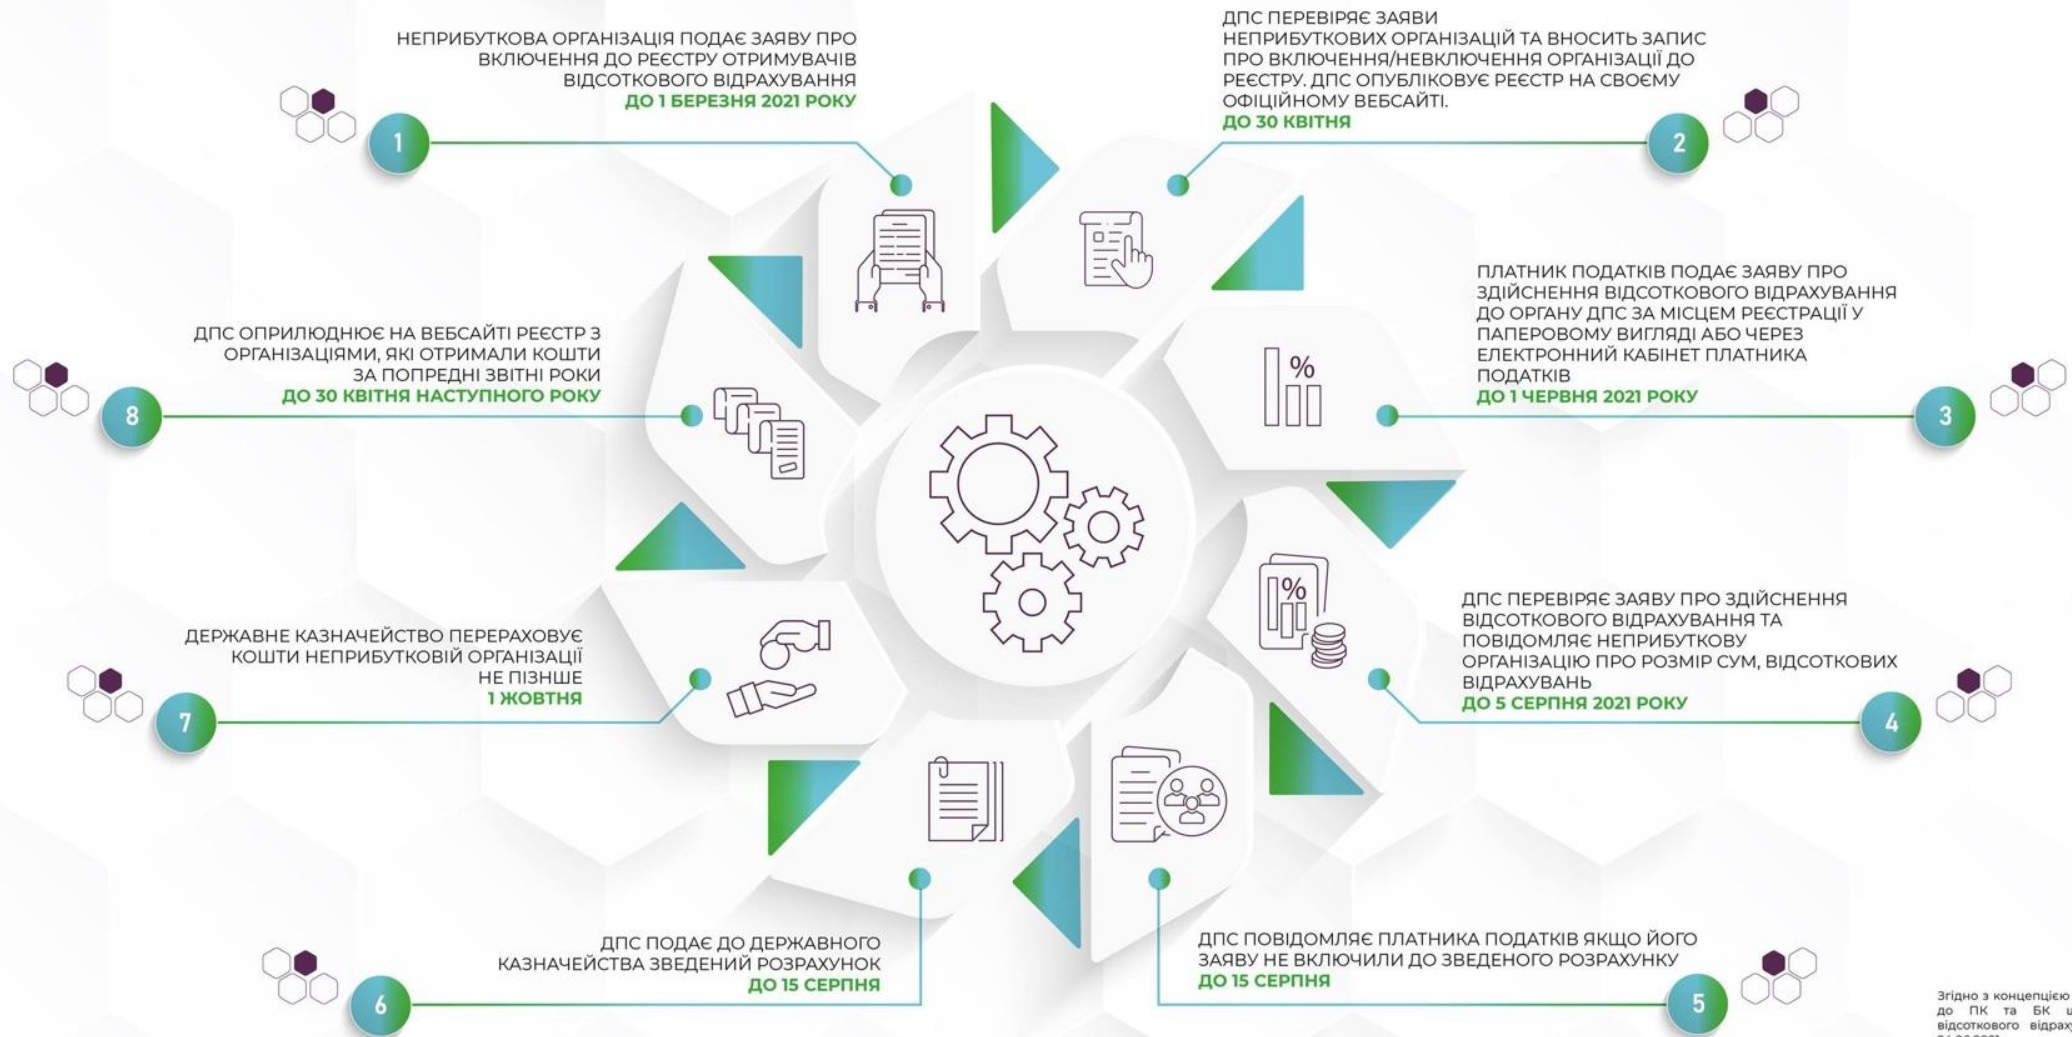 НЕПРИБУТКОВА ОРГАНІЗАЦІЯ ПОДАЄ ЗАЯВУ ПРО
ВКЛЮЧЕННЯ ДО РЕЄСТРУ ОТРИМУВАЧІВ
ВІДСОТКОВОГО ВІДРАХУВАННЯ
ДО 1 БЕРЕЗНЯ 2021 РОКУ
1
ДПС ПЕРЕВІРЯЄ ЗАЯВИ
НЕПРИБУТКОВИХ ОРГАНІЗАЦІЙ ТА ВНОСИТЬ ЗАПИС
ПРО ВКЛЮЧЕННЯ/НЕВКЛЮЧЕННЯ ОРГАНІЗАЦІЇ ДО
РЕЄСТРУ. ДПС ОПУБЛІКОВУЄ РЕЄСТР НА СВОЄМУ
ОФІЦІЙНОМУ ВЕБСАЙТІ.
ДО 30 КВІТНЯ
2
ПЛАТНИК ПОДАТКІВ ПОДАЄ ЗАЯВУ ПРО
ЗДІЙСНЕННЯ ВІДСОТКОВОГО ВІДРАХУВАННЯ
ДО ОРГАНУ ДПС ЗА МІСЦЕМ РЕЄСТРАЦІЇ У
ПАПЕРОВОМУ ВИГЛЯДІ АБО ЧЕРЕЗ
ЕЛЕКТРОННИЙ КАБІНЕТ ПЛАТНИКА
ПОДАТКІВ
ДО 1 ЧЕРВНЯ 2021 РОКУ
3
%
ДПС ПЕРЕВІРЯЄ ЗАЯВУ ПРО ЗДІЙСНЕННЯ
ВІДСОТКОВОГО ВІДРАХУВАННЯ ТА
ПОВІДОМЛЯЄ НЕПРИБУТКОВУ
ОРГАНІЗАЦІЮ ПРО РОЗМІР СУМ, ВІДСОТКОВИХ
ВІДРАХУВАНЬ
ДО 5 СЕРПНЯ 2021 РОКУ
4
%
ДПС ПОВІДОМЛЯЄ ПЛАТНИКА ПОДАТКІВ ЯКЩО ЙОГО
ЗАЯВУ НЕ ВКЛЮЧИЛИ ДО ЗВЕДЕНОГО РОЗРАХУНКУ
ДО 15 СЕРПНЯ
5
ДПС ПОДАЄ ДО ДЕРЖАВНОГО
КАЗНАЧЕЙСТВА ЗВЕДЕНИЙ РОЗРАХУНОК
ДО 15 СЕРПНЯ
6
ДЕРЖАВНЕ КАЗНАЧЕЙСТВО ПЕРЕРАХОВУЄ
КОШТИ НЕПРИБУТКОВІЙ ОРГАНІЗАЦІЇ
НЕ ПІЗНШЕ
1 ЖОВТНЯ
7
ДПС ОПРИЛЮДНЮЄ НА ВЕБСАЙТІ РЕЄСТР З
ОРГАНІЗАЦІЯМИ, ЯКІ ОТРИМАЛИ КОШТИ
ЗА ПОПРЕДНІ ЗВІТНІ РОКИ
ДО 30 КВІТНЯ НАСТУПНОГО РОКУ
8
Згідно з концепцією
до ПК та БК
відсоткового